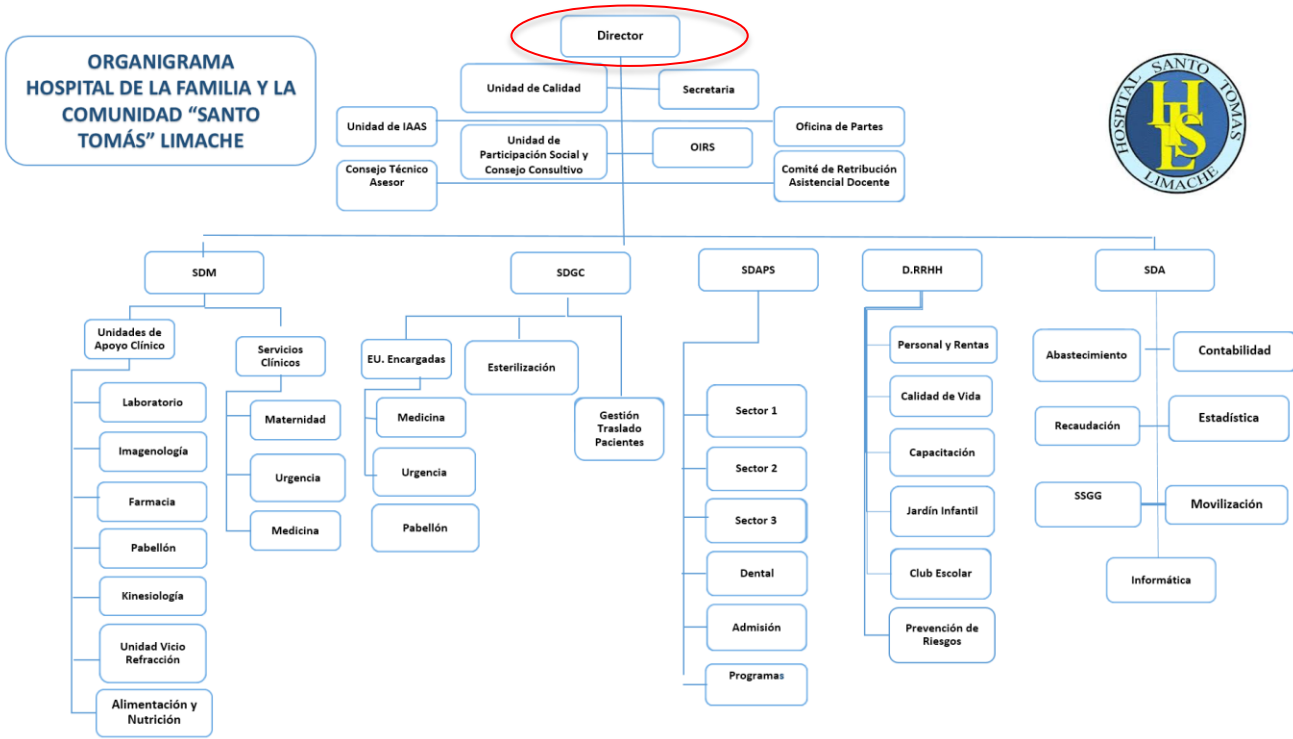 Director
ORGANIGRAMA
HOSPITAL DE LA FAMILIA Y LA
COMUNIDAD “SANTO
TOMÁS” LIMACHE
HOSPITAL SANTO TOMAS
LIMACHE
HSTL
Unidad de Calidad
Secretaria
Unidad de IAAS
Oficina de Partes
Unidad de
Participación Social y
Consejo Consultivo
OIRS
Consejo Técnico
Asesor
Comité de Retribución
Asistencial Docente
SDM
SDGC
SDAPS
D.RRHH
SDA
Unidades de
Apoyo Clínico
Laboratorio
Imagenología
Farmacia
Pabellón
Kinesiología
Unidad Vicio
Refracción
Alimentación y
Nutrición
Servicios
Clínicos
Maternidad
Urgencia
Medicina
EU. Encargadas
Medicina
Urgencia
Pabellón
Esterilización
Gestión
Traslado
Pacientes
Sector 1
Sector 2
Sector 3
Dental
Admisión
Programas
Personal y Rentas
Calidad de Vida
Capacitación
Jardín Infantil
Club Escolar
Prevención de
Riesgos
Abastecimiento
Contabilidad
Recaudación
Estadística
SSGG
Movilización
Informática